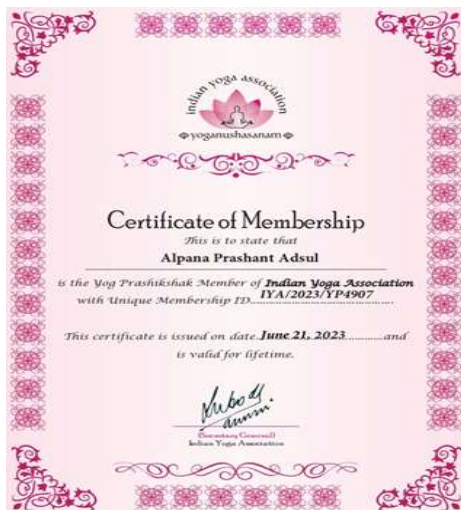 indian yoga association
yoganushasanam
Certificate of Membership
This is to state that
Alpana Prashant Adsul
is the Yog Prashikshak Member of Indian Yoga Association
with Unique Membership ID IYA/2023/YP4907
This certificate is issued on date June 21, 2023 and
is valid for lifetime.
Secretary General
Indian Yoga Association